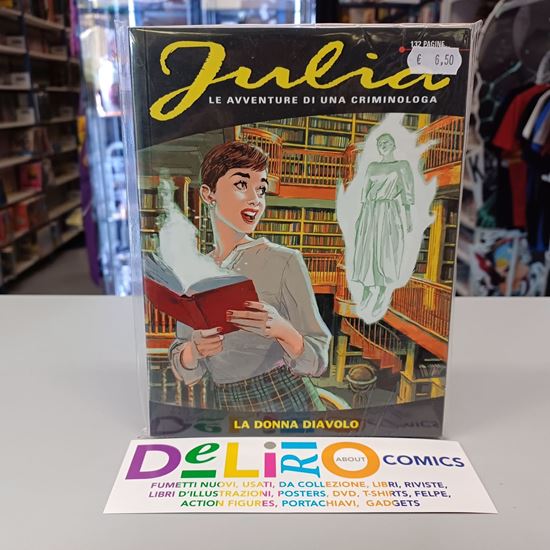 Julia
132 PAGINE
€ 6,50
LE AVVENTURE DI UNA CRIMINOLOGA
LA DONNA DIAVOLO
DeLiRiO ABOUT COMICS
FUMETTI NUOVI, USATI, DA COLLEZIONE, LIBRI, RIVISTE,
LIBRI D'ILLUSTRAZIONI, POSTERS, DVD, T-SHIRTS, FELPE,
ACTION FIGURES, PORTACHIAVI, GADGETS